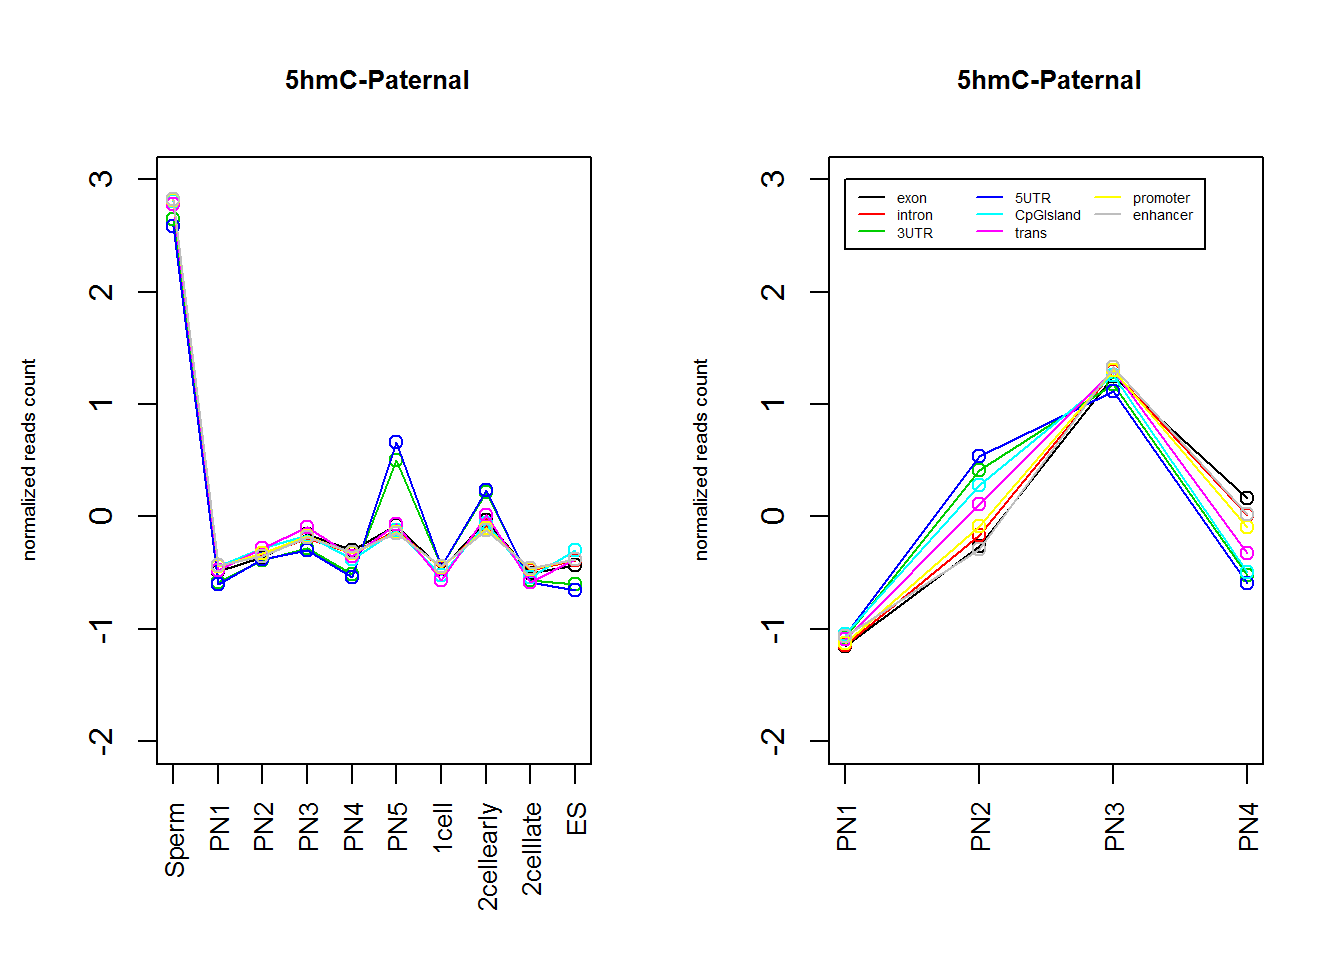 5hmC-Paternal
normalized reads count
3
2
1
0
-1
-2
Sperm
PN1
PN2
PN3
PN4
PN5
1cell
2cellearly
2celllate
ES
5hmC-Paternal
normalized reads count
3
2
1
0
-1
-2
exon
intron
3UTR
5UTR
CpGIsland
trans
promoter
enhancer
PN1
PN2
PN3
PN4